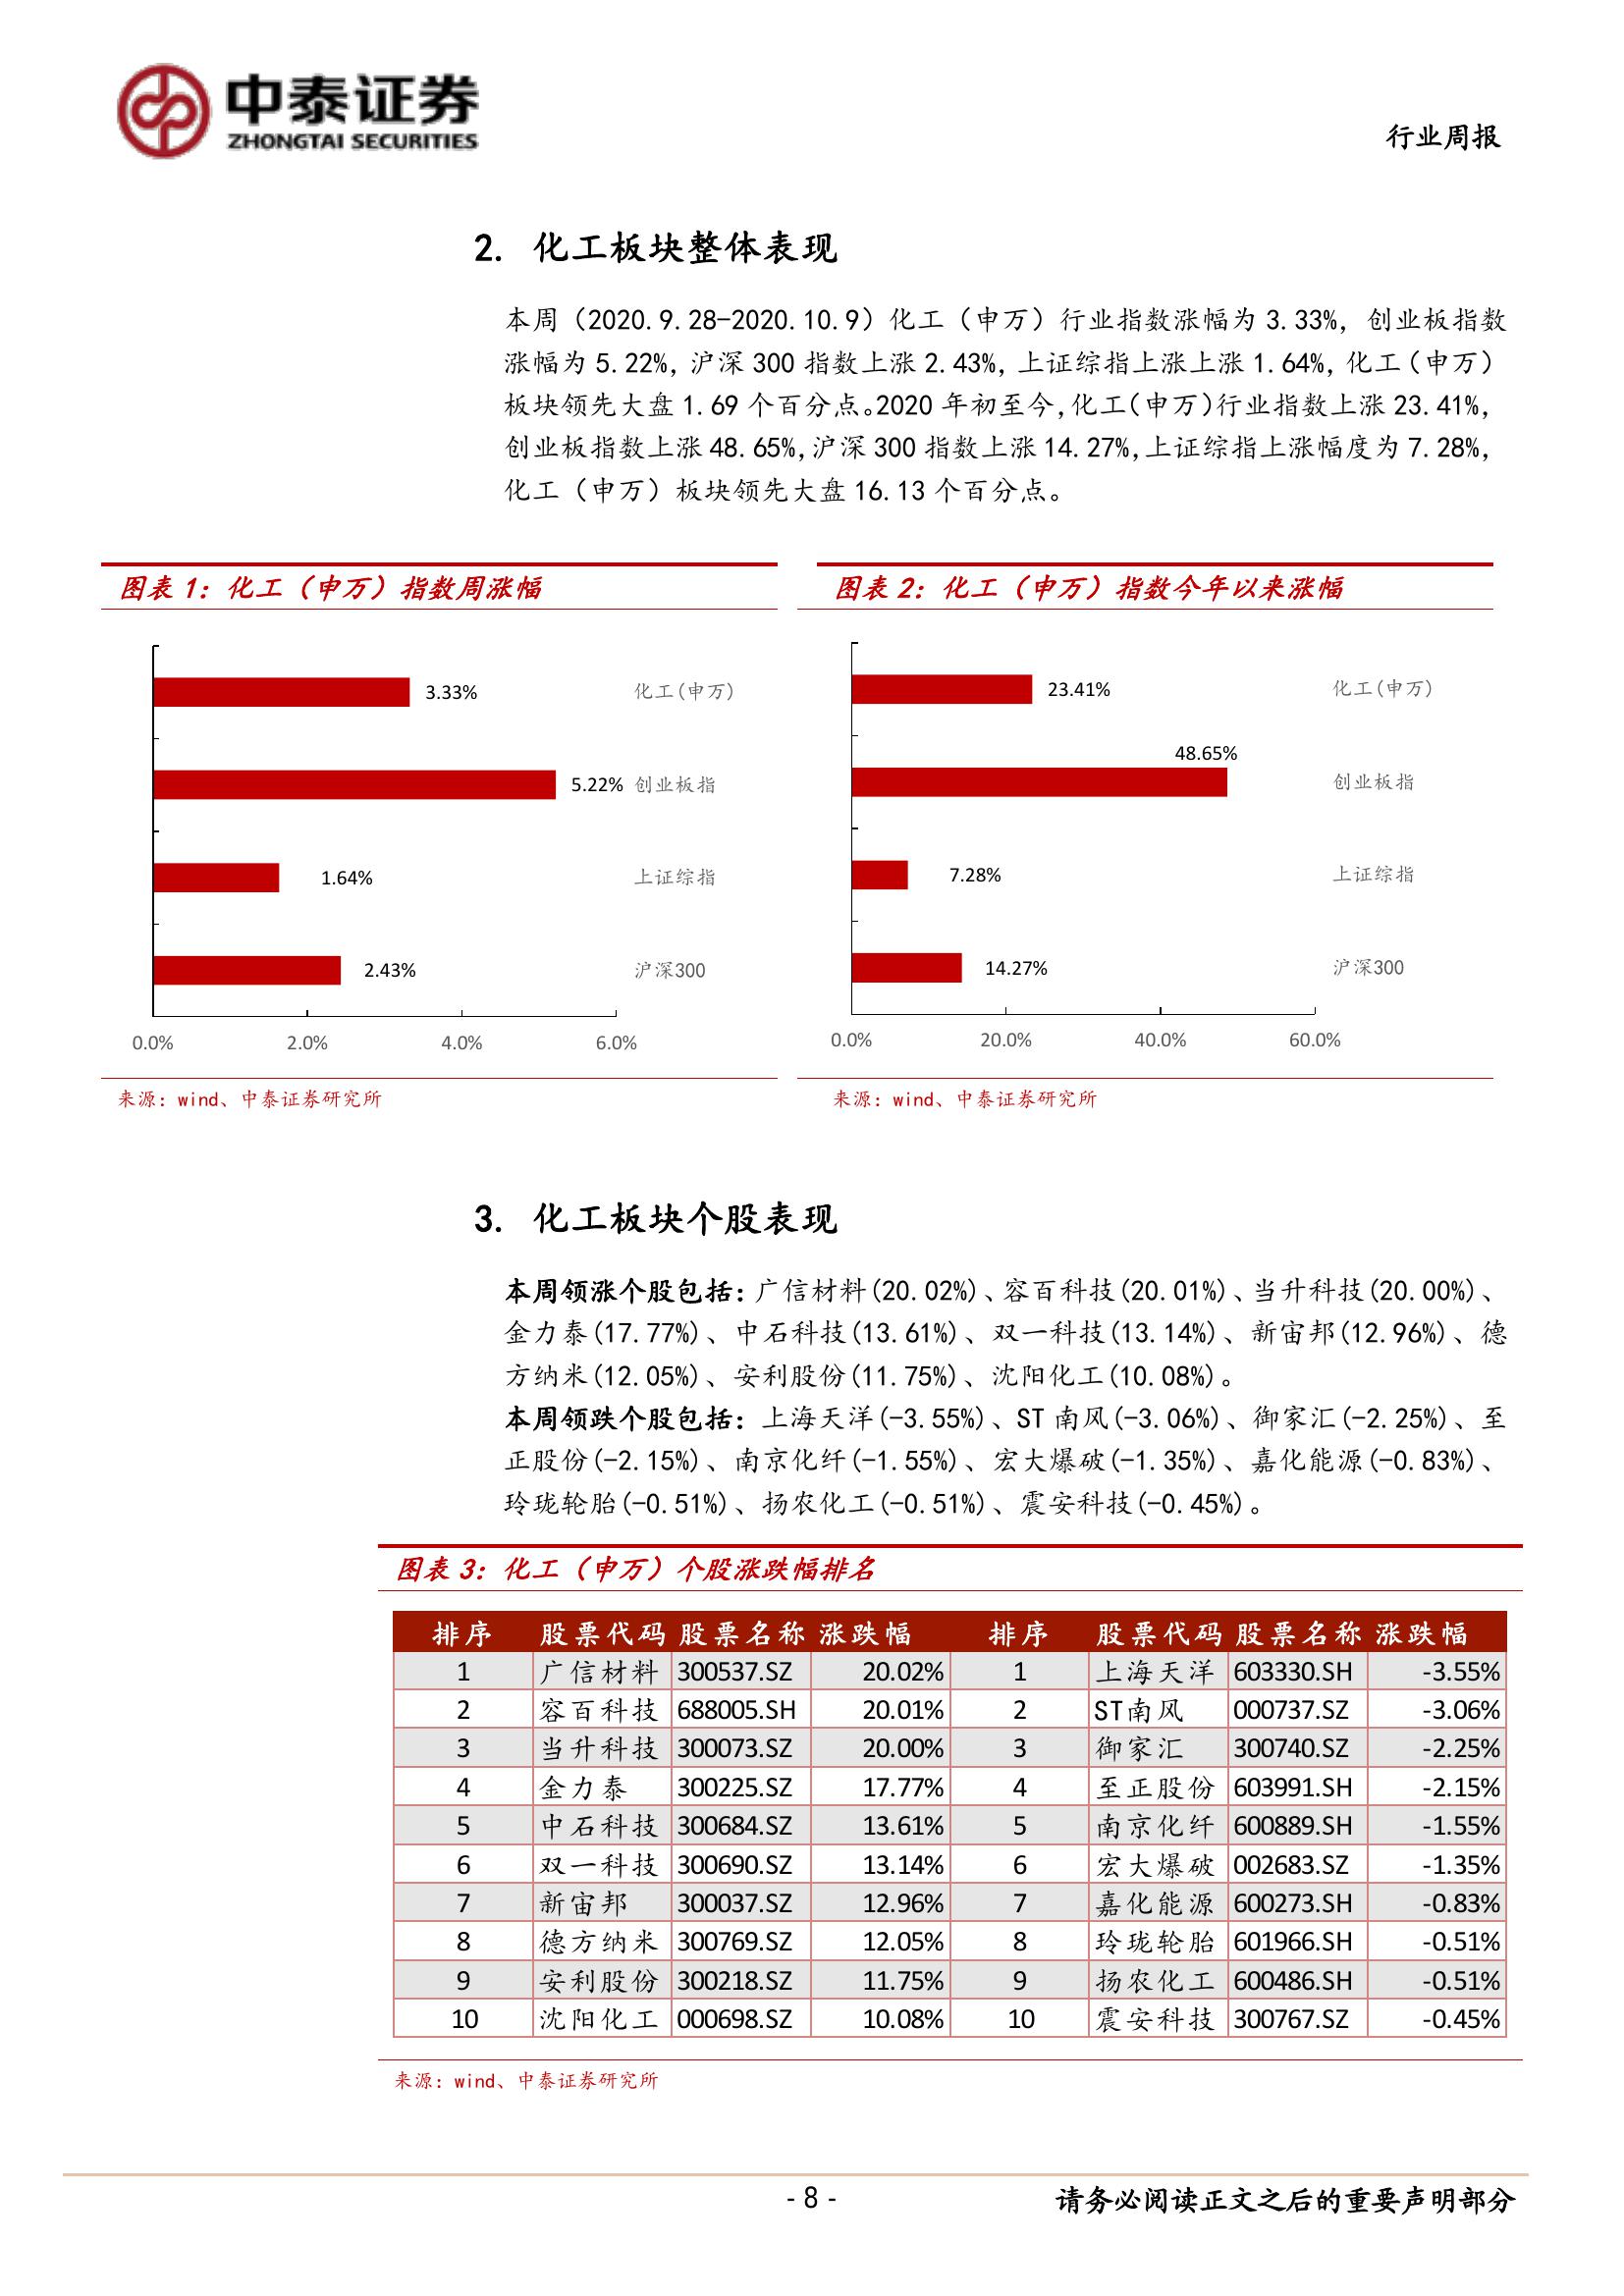 中泰证券
ZHONGTAI SECURITIES
行业周报
2. 化工板块整体表现
本周（2020.9.28-2020.10.9）化工（申万）行业指数涨幅为 3.33%，创业板指数
涨幅为 5.22%，沪深 300 指数上涨 2.43%，上证综指上涨上涨 1.64%，化工（申万）
板块领先大盘 1.69 个百分点。2020 年初至今，化工（申万）行业指数上涨 23.41%，
创业板指数上涨 48.65%，沪深 300 指数上涨 14.27%，上证综指上涨幅度为 7.28%，
化工（申万）板块领先大盘 16.13 个百分点。
图表 1：化工（申万）指数周涨幅
3.33% 化工(申万)
5.22% 创业板指
1.64% 上证综指
2.43% 沪深300
0.0% 2.0% 4.0% 6.0%
来源：wind、中泰证券研究所
图表 2：化工（申万）指数今年以来涨幅
23.41% 化工(申万)
48.65% 创业板指
7.28% 上证综指
14.27% 沪深300
0.0% 20.0% 40.0% 60.0%
来源：wind、中泰证券研究所
3. 化工板块个股表现
本周领涨个股包括：广信材料(20.02%)、容百科技(20.01%)、当升科技(20.00%)、
金力泰(17.77%)、中石科技(13.61%)、双一科技(13.14%)、新宙邦(12.96%)、德
方纳米(12.05%)、安利股份(11.75%)、沈阳化工(10.08%)。
本周领跌个股包括：上海天洋(-3.55%)、ST 南风(-3.06%)、御家汇(-2.25%)、至
正股份(-2.15%)、南京化纤(-1.55%)、宏大爆破(-1.35%)、嘉化能源(-0.83%)、
玲珑轮胎(-0.51%)、扬农化工(-0.51%)、震安科技(-0.45%)。
图表 3：化工（申万）个股涨跌幅排名
排序 股票代码 股票名称 涨跌幅 排序 股票代码 股票名称 涨跌幅
1 广信材料 300537.SZ 20.02% 1 上海天洋 603330.SH -3.55%
2 容百科技 688005.SH 20.01% 2 ST南风 000737.SZ -3.06%
3 当升科技 300073.SZ 20.00% 3 御家汇 300740.SZ -2.25%
4 金力泰 300225.SZ 17.77% 4 至正股份 603991.SH -2.15%
5 中石科技 300684.SZ 13.61% 5 南京化纤 600889.SH -1.55%
6 双一科技 300690.SZ 13.14% 6 宏大爆破 002683.SZ -1.35%
7 新宙邦 300037.SZ 12.96% 7 嘉化能源 600273.SH -0.83%
8 德方纳米 300769.SZ 12.05% 8 玲珑轮胎 601966.SH -0.51%
9 安利股份 300218.SZ 11.75% 9 扬农化工 600486.SH -0.51%
10 沈阳化工 000698.SZ 10.08% 10 震安科技 300767.SZ -0.45%
来源：wind、中泰证券研究所
- 8 -
请务必阅读正文之后的重要声明部分